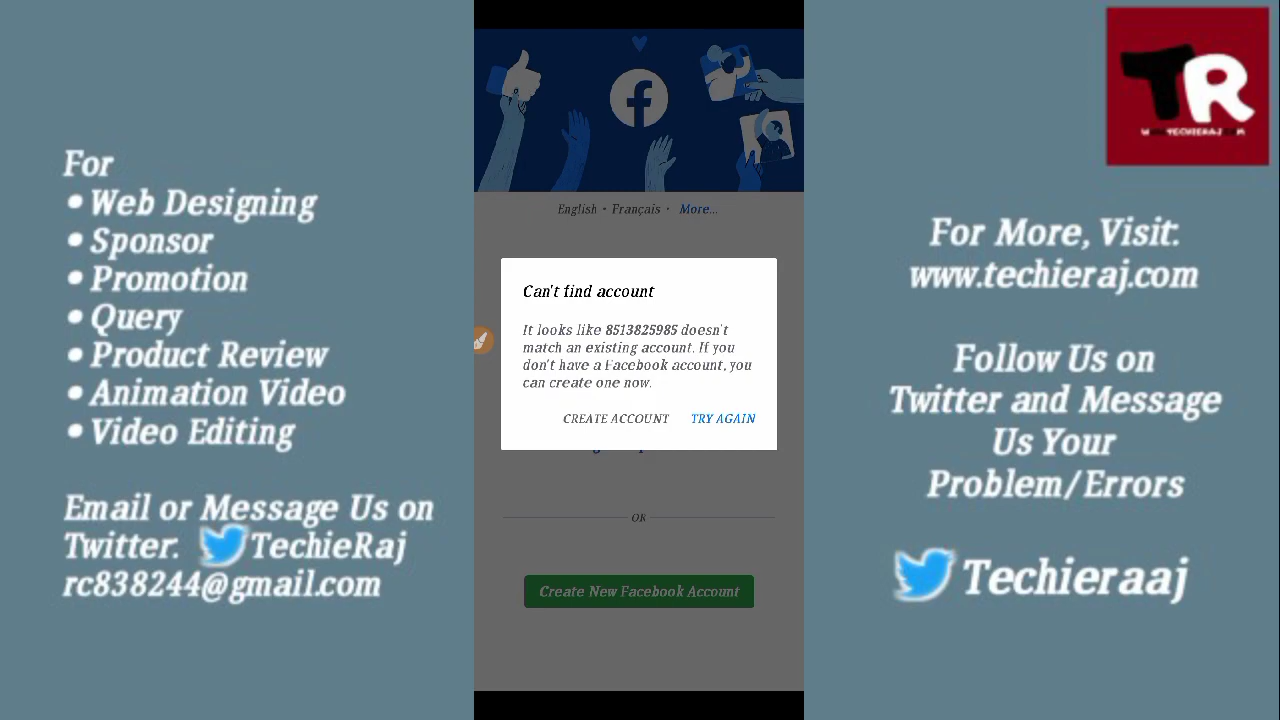 For
• Web Designing
• Sponsor
• Promotion
• Query
• Product Review
• Animation Video
• Video Editing
Email or Message Us on
Twitter. TechieRaj
rc838244@gmail.com
English • Français • More...
Can't find account
It looks like 8513825985 doesn't
match an existing account. If you
don't have a Facebook account, you
can create one now.
CREATE ACCOUNT TRY AGAIN
OR
Create New Facebook Account
TR
For More, Visit:
www.techieraj.com
Follow Us on
Twitter and Message
Us Your
Problem/Errors
Techieraaj